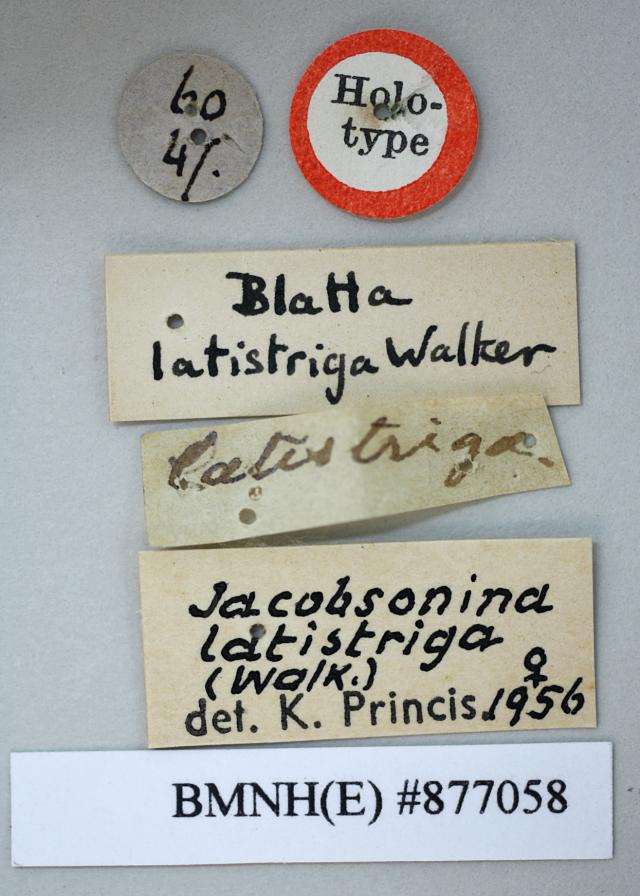 60
47.
Holo-
type
Blatta
latistriga Walker
latistriga.
Jacobsonina
latistriga
(Walk.) ♀
det. K. Princis. 1956
BMNH(E) #877058